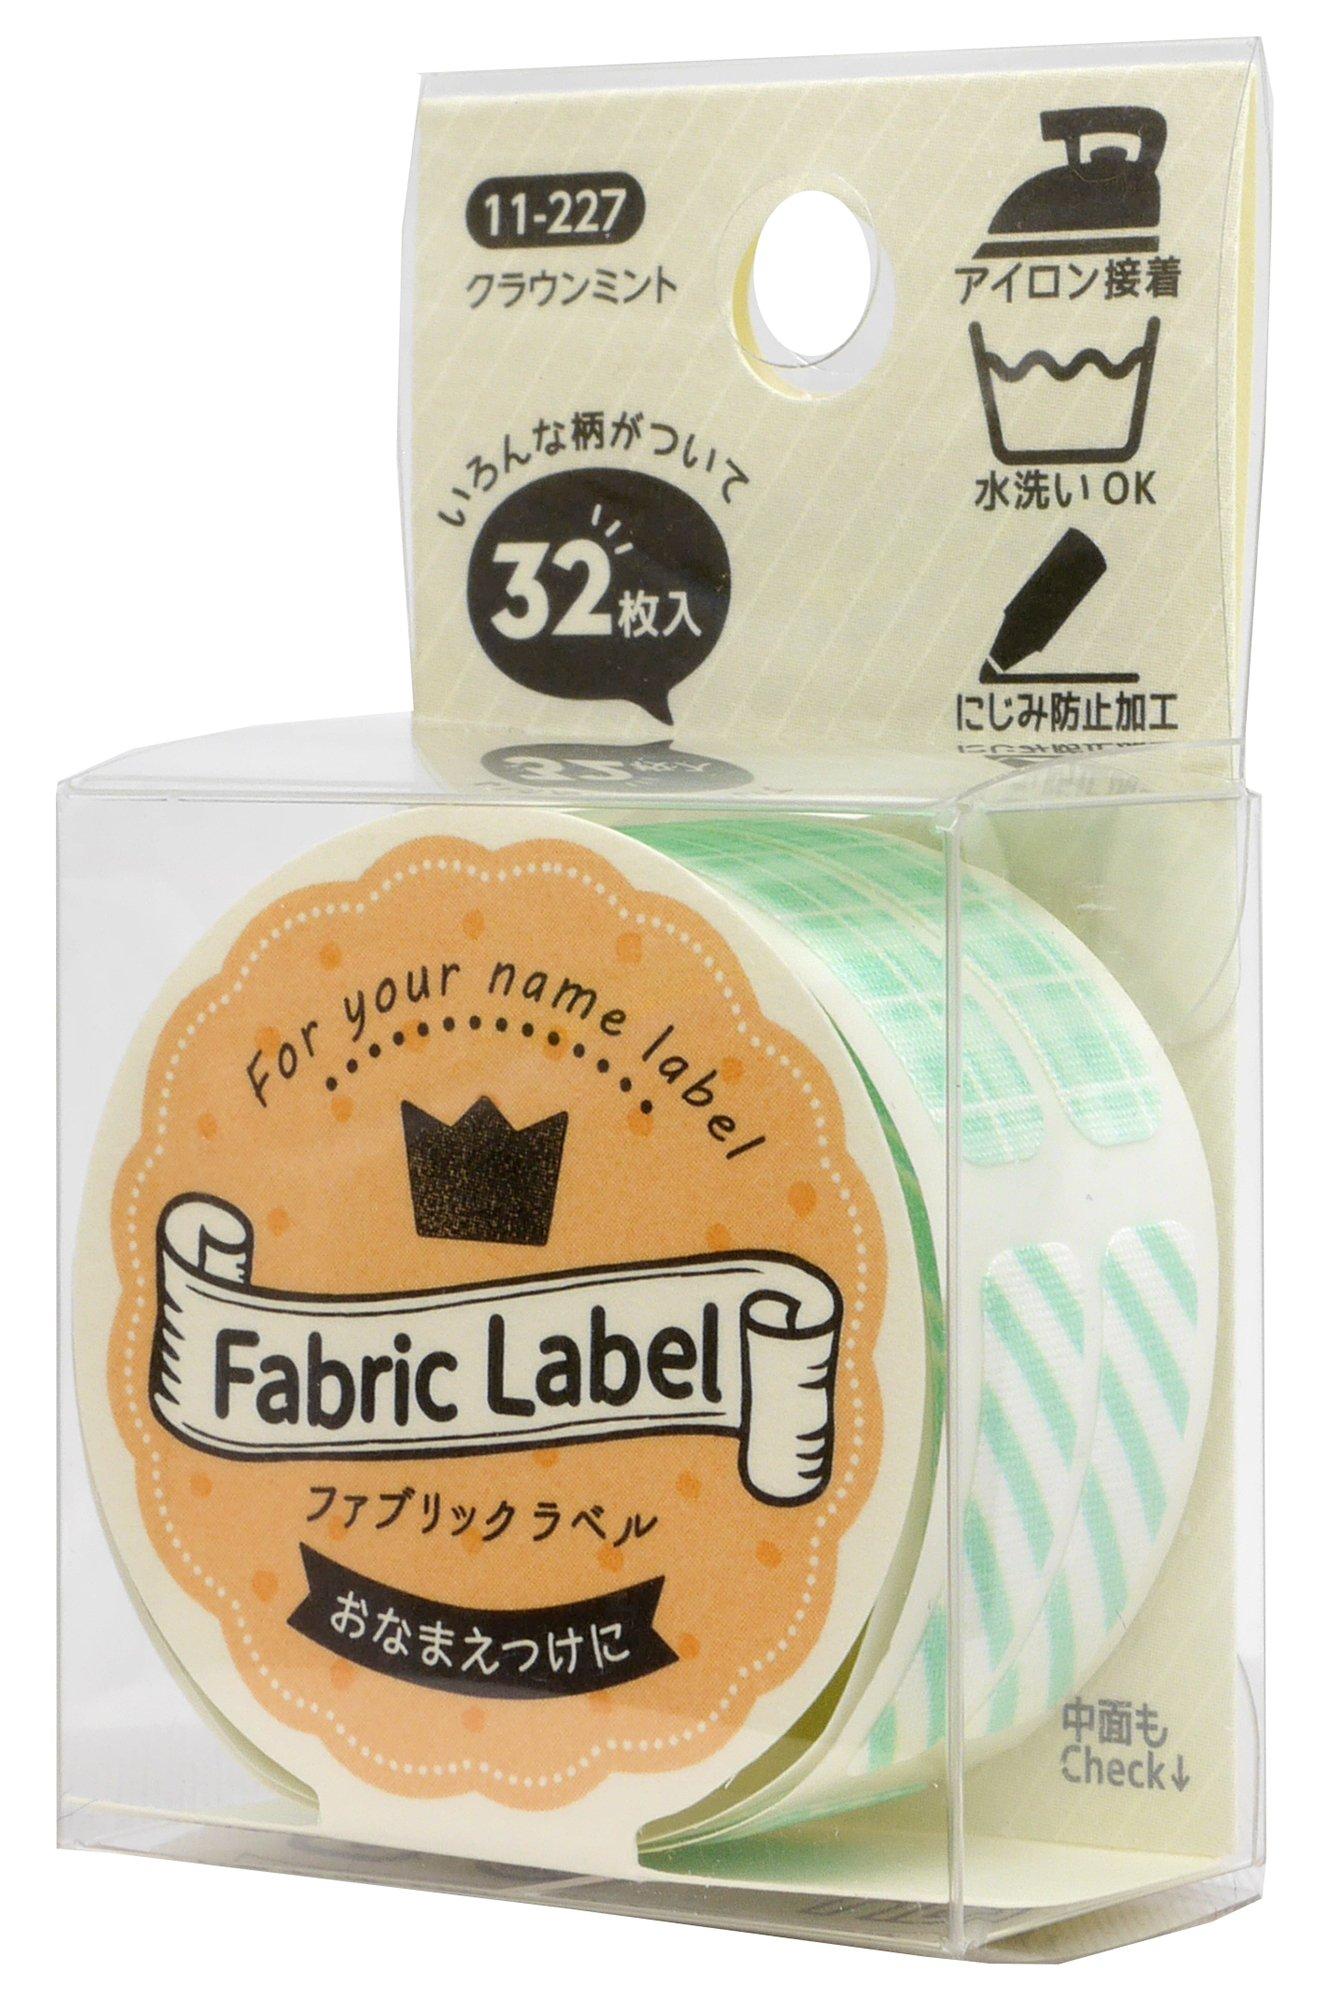 11-227
クラウンミント
アイロン接着
水洗いOK
にじみ防止加工
いろんな柄がついて
32枚入
For your name label
Fabric Label
ファブリックラベル
おなまえつけに
中面も
Check↓